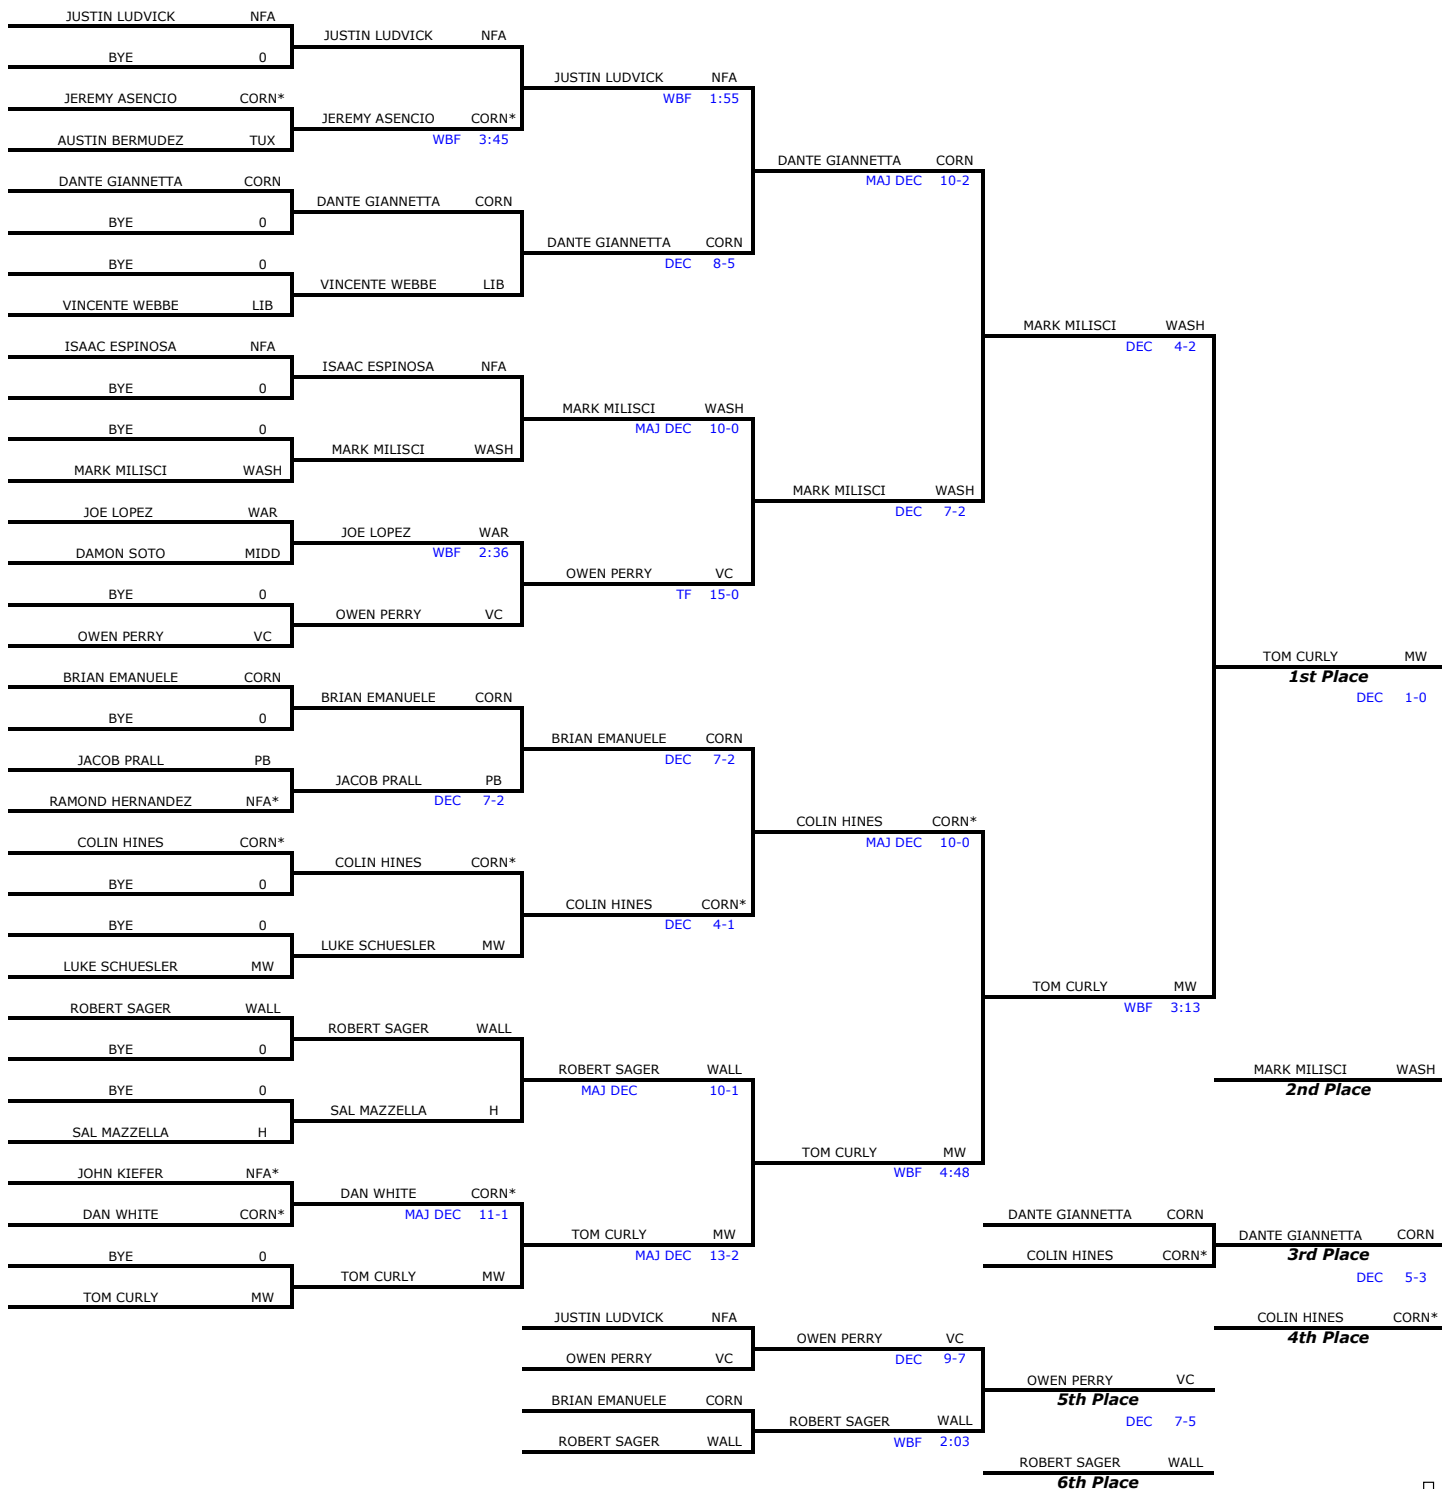 JUSTIN LUDVICK NFA
BYE 0
JEREMY ASENCIO CORN*
AUSTIN BERMUDEZ TUX
DANTE GIANNETTA CORN
BYE 0
BYE 0
VINCENTE WEBBE LIB
ISAAC ESPINOSA NFA
BYE 0
BYE 0
MARK MILISCI WASH
JOE LOPEZ WAR
DAMON SOTO MIDD
BYE 0
OWEN PERRY VC
BRIAN EMANUELE CORN
BYE 0
JACOB PRALL PB
RAMOND HERNANDEZ NFA*
COLIN HINES CORN*
BYE 0
BYE 0
LUKE SCHUESLER MW
ROBERT SAGER WALL
BYE 0
BYE 0
SAL MAZZELLA H
JOHN KIEFER NFA*
DAN WHITE CORN*
BYE 0
TOM CURLY MW
JUSTIN LUDVICK NFA
JEREMY ASENCIO CORN*
WBF 3:45
DANTE GIANNETTA CORN
VINCENTE WEBBE LIB
ISAAC ESPINOSA NFA
MARK MILISCI WASH
JOE LOPEZ WAR
WBF 2:36
OWEN PERRY VC
BRIAN EMANUELE CORN
JACOB PRALL PB
DEC 7-2
COLIN HINES CORN*
LUKE SCHUESLER MW
ROBERT SAGER WALL
SAL MAZZELLA H
DAN WHITE CORN*
MAJ DEC 11-1
TOM CURLY MW
JUSTIN LUDVICK NFA
WBF 1:55
DANTE GIANNETTA CORN
DEC 8-5
MARK MILISCI WASH
MAJ DEC 10-0
OWEN PERRY VC
TF 15-0
BRIAN EMANUELE CORN
DEC 7-2
COLIN HINES CORN*
DEC 4-1
ROBERT SAGER WALL
MAJ DEC 10-1
TOM CURLY MW
MAJ DEC 13-2
DANTE GIANNETTA CORN
MAJ DEC 10-2
MARK MILISCI WASH
DEC 7-2
COLIN HINES CORN*
MAJ DEC 10-0
TOM CURLY MW
WBF 4:48
MARK MILISCI WASH
DEC 4-2
TOM CURLY MW
WBF 3:13
TOM CURLY MW
1st Place
DEC 1-0
MARK MILISCI WASH
2nd Place
DANTE GIANNETTA CORN
COLIN HINES CORN*
DANTE GIANNETTA CORN
3rd Place
DEC 5-3
COLIN HINES CORN*
4th Place
JUSTIN LUDVICK NFA
OWEN PERRY VC
BRIAN EMANUELE CORN
ROBERT SAGER WALL
OWEN PERRY VC
DEC 9-7
ROBERT SAGER WALL
WBF 2:03
OWEN PERRY VC
5th Place
DEC 7-5
ROBERT SAGER WALL
6th Place